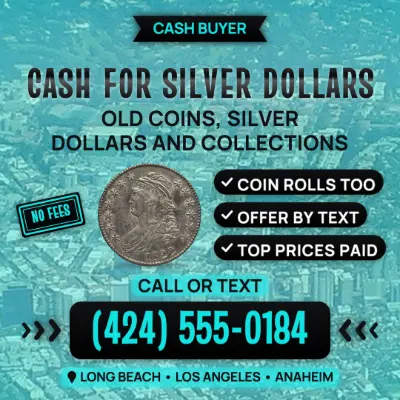 CASH BUYER
CASH FOR SILVER DOLLARS
OLD COINS, SILVER
DOLLARS AND COLLECTIONS
NO FEES
✓ COIN ROLLS TOO
✓ OFFER BY TEXT
✓ TOP PRICES PAID
CALL OR TEXT
(424) 555-0184
LONG BEACH • LOS ANGELES • ANAHEIM